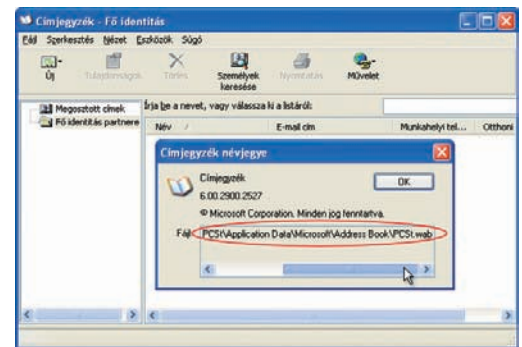 Címjegyzék - Fő identitás
Fájl Szerkesztés Nézet Eszközök Súgó
Új Tulajdonságok Törlés Személyek keresése Nyomtatás Művelet
Megosztott címek
Fő identitás partnere
Írja be a nevet, vagy válassza ki a listáról:
Név E-mail cím Munkahelyi tel... Otthoni
Címjegyzék névjegye
Címjegyzék
6.00.2900.2527
© Microsoft Corporation. Minden jog fenntartva.
OK
Fájl: PCSt\Application Data\Microsoft\Address Book\PCSt.wab